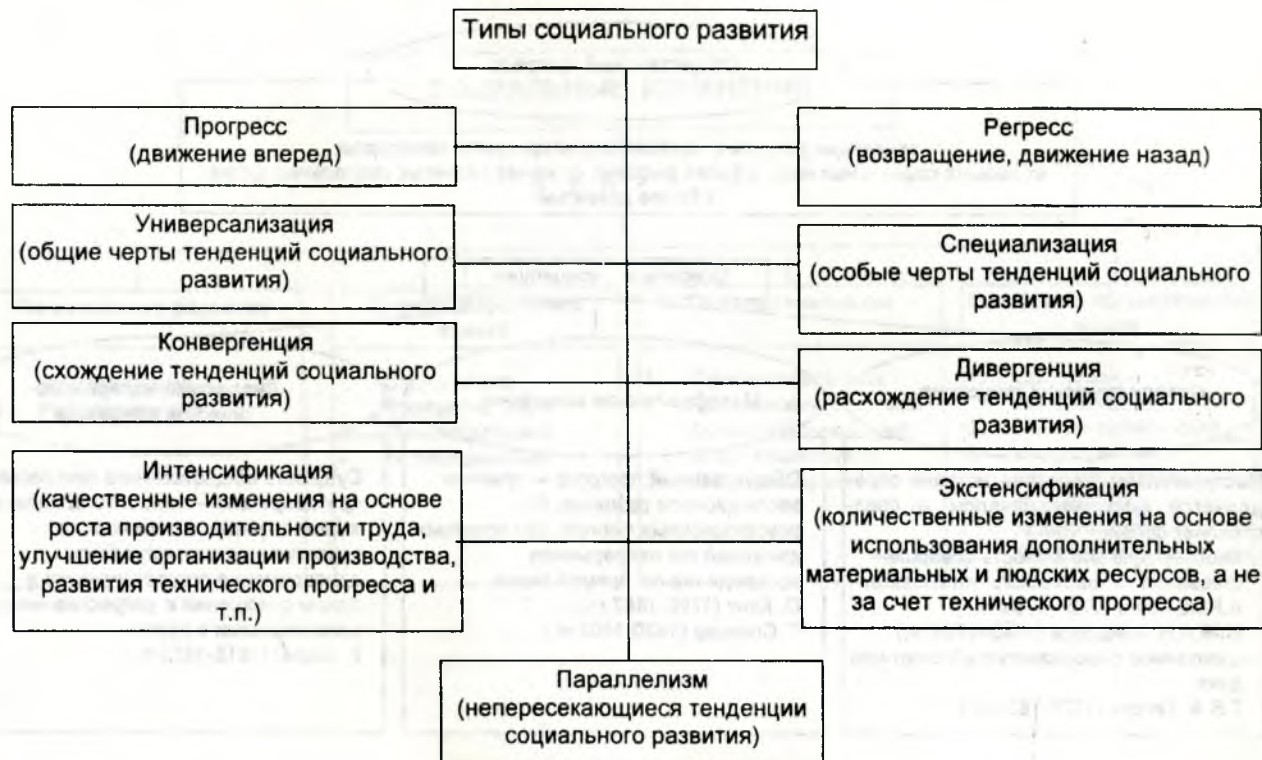 Типы социального развития
Прогресс
(движение вперед)
Регресс
(возвращение, движение назад)
Универсализация
(общие черты тенденций социального
развития)
Специализация
(особые черты тенденций социального
развития)
Конвергенция
(схождение тенденций социального
развития)
Дивергенция
(расхождение тенденций социального
развития)
Интенсификация
(качественные изменения на основе
роста производительности труда,
улучшение организации производства,
развития технического прогресса и
т.п.)
Экстенсификация
(количественные изменения на основе
использования дополнительных
материальных и людских ресурсов, а не
за счет технического прогресса)
Параллелизм
(непересекающиеся тенденции
социального развития)